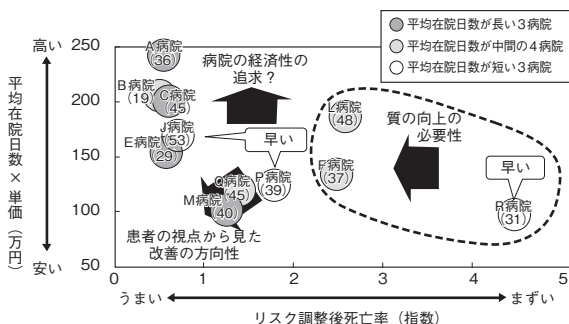 平均在院日数が長い3病院
平均在院日数が中間の4病院
平均在院日数が短い3病院
高い
安い
平均在院日数×単価（万円）
250
200
150
100
50
A病院
(36)
B病院
(19)
C病院
(45)
J病院
(53)
E病院
(29)
病院の経済性の
追求？
早い
L病院
(48)
質の向上の
必要性
F病院
(37)
早い
R病院
(31)
P病院
(39)
(45)
M病院
(40)
患者の視点から見た
改善の方向性
0
1
2
3
4
5
うまい
まずい
リスク調整後死亡率（指数）